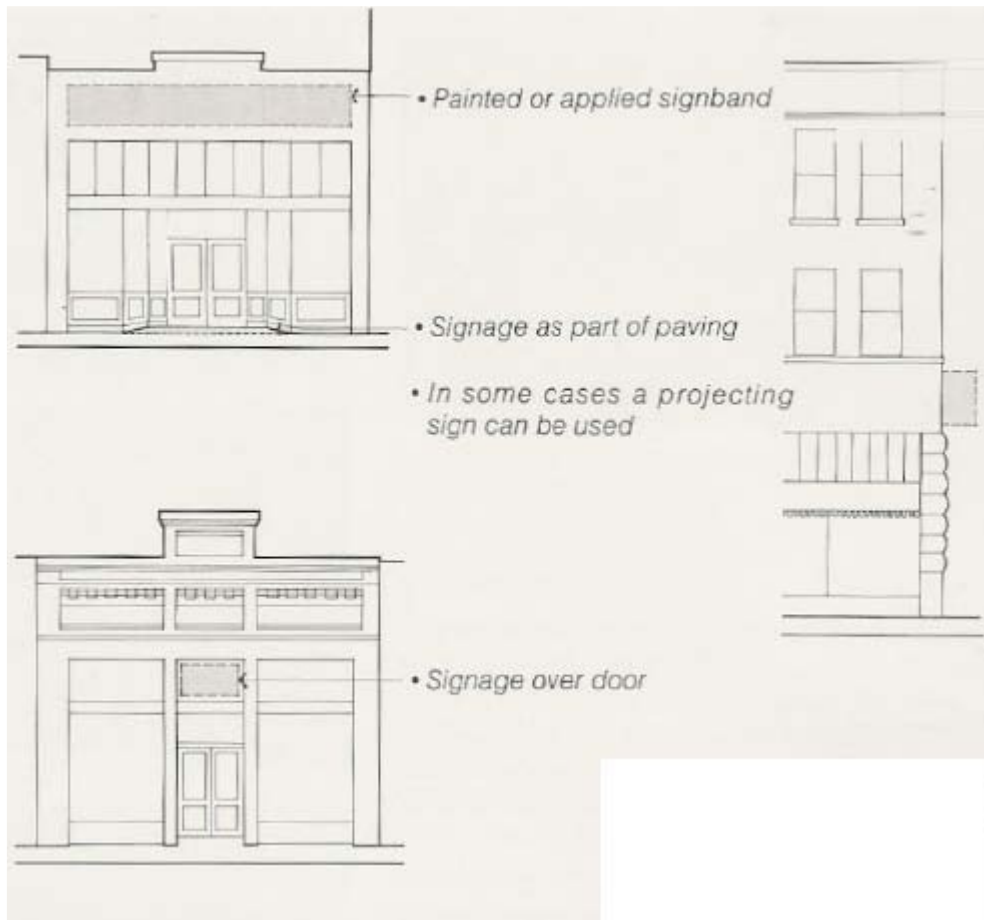 • Painted or applied signband
• Signage as part of paving
• In some cases a projecting
sign can be used
• Signage over door